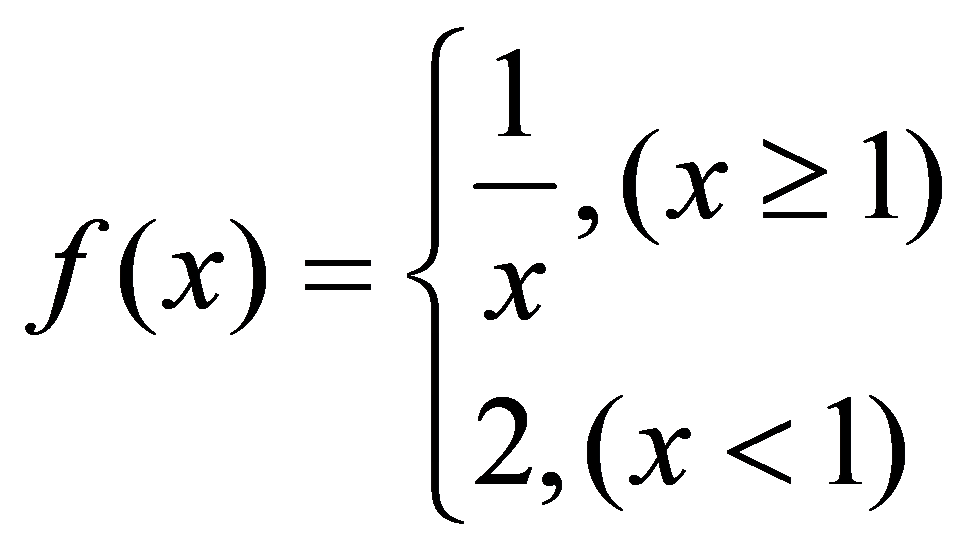 f(x) = { 1/x, (x ≥ 1)
2, (x < 1)